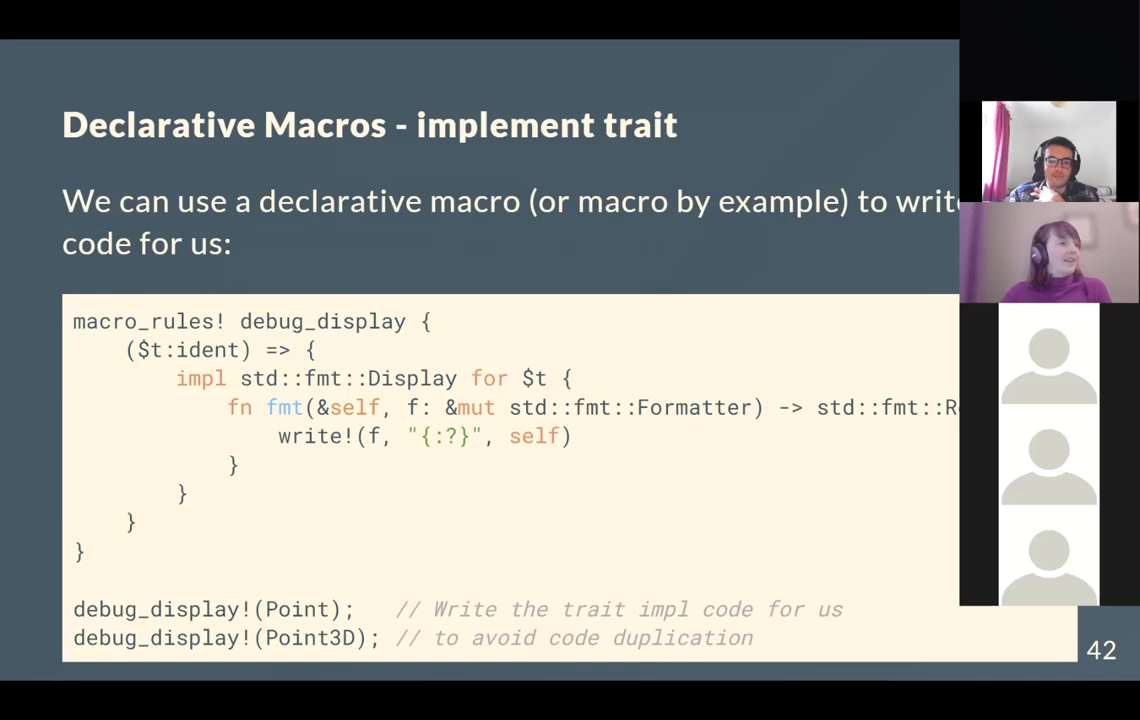 Declarative Macros - implement trait
We can use a declarative macro (or macro by example) to write
code for us:
macro_rules! debug_display {
($t:ident) => {
impl std::fmt::Display for $t {
fn fmt(&self, f: &mut std::fmt::Formatter) -> std::fmt::R
write!(f, "{:?}", self)
}
}
}
}
debug_display!(Point);   // Write the trait impl code for us
debug_display!(Point3D); // to avoid code duplication
42